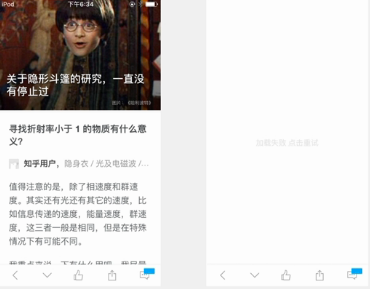 iPod
下午6:34
关于隐形斗篷的研究，一直没
有停止过
图片：《哈利波特》
寻找折射率小于 1 的物质有什么意
义？
知乎用户，隐身衣 / 光及电磁波 /...
值得注意的是，除了相速度和群速
度。其实还有光还有其它的速度，比
如信息传递的速度，能量速度，群速
度，这三者一般是相同，但是在特殊
情况下有可能不同。
加载失败 点击重试